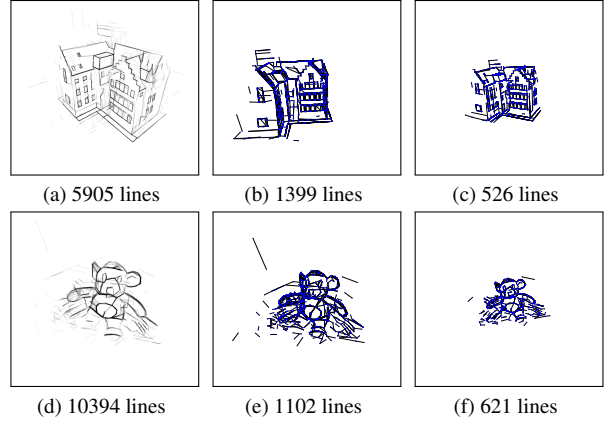 (a) 5905 lines
(b) 1399 lines
(c) 526 lines
(d) 10394 lines
(e) 1102 lines
(f) 621 lines